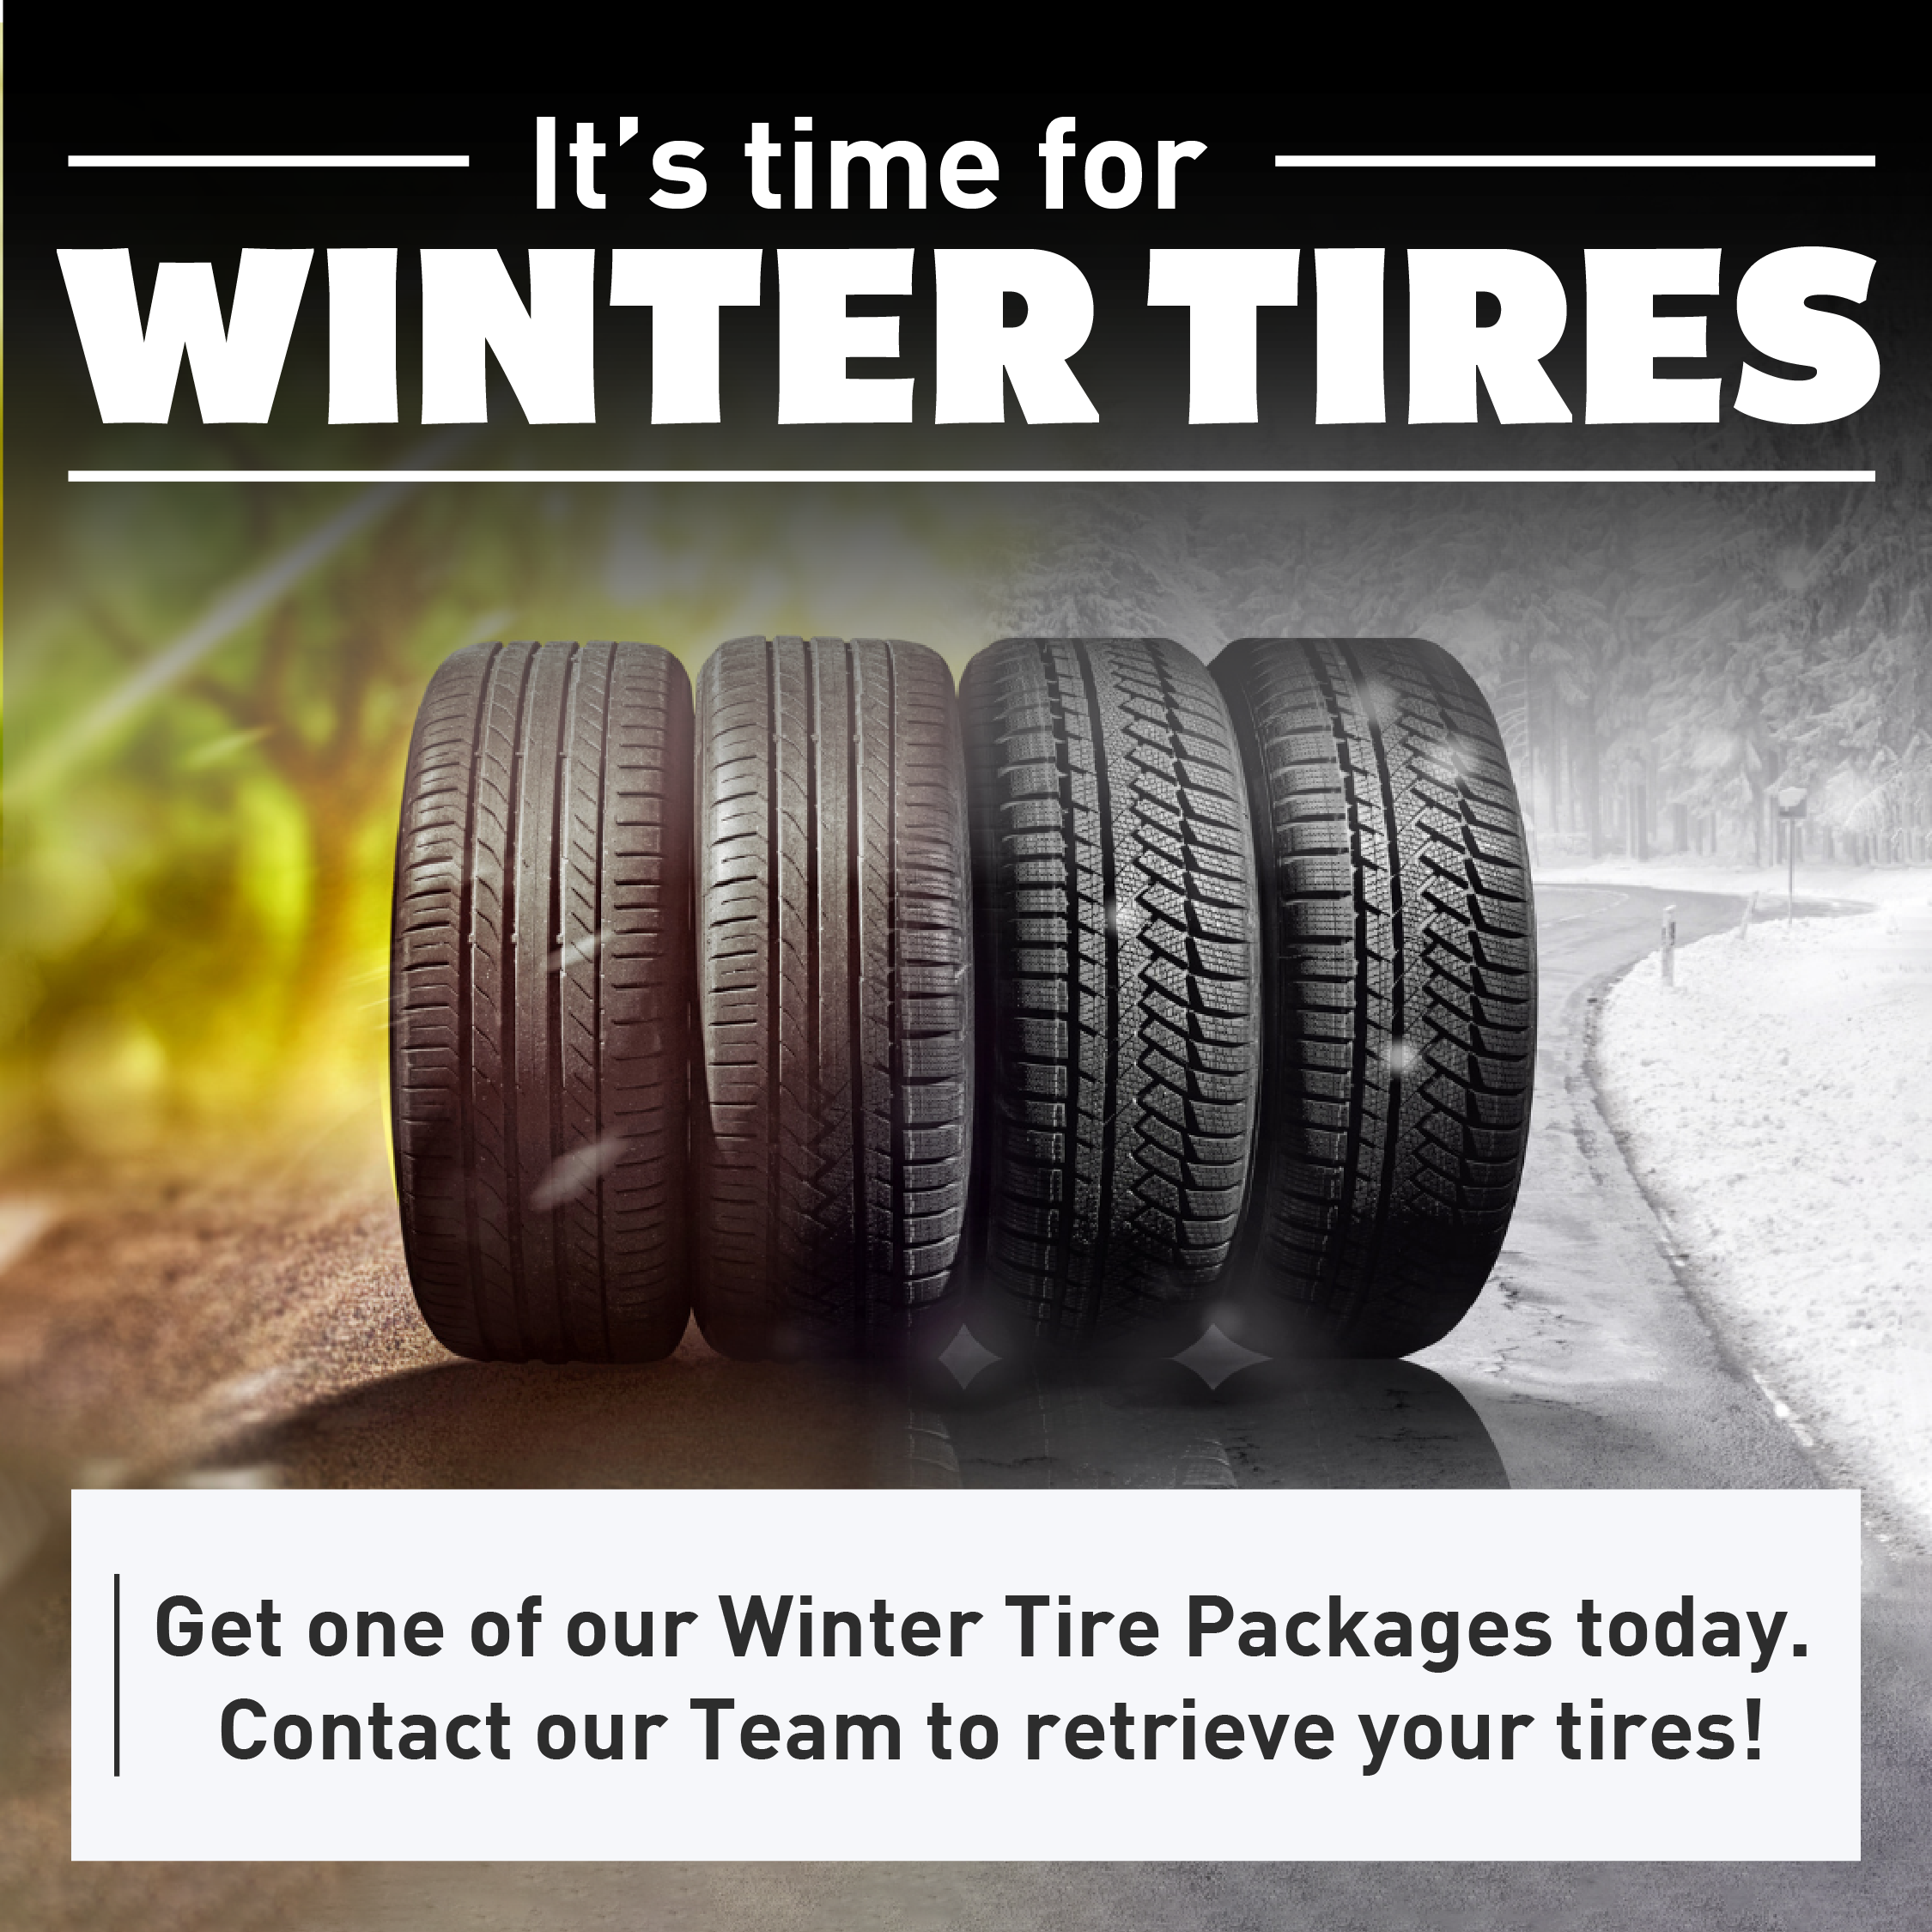 It’s time for
WINTER TIRES
Get one of our Winter Tire Packages today.
Contact our Team to retrieve your tires!